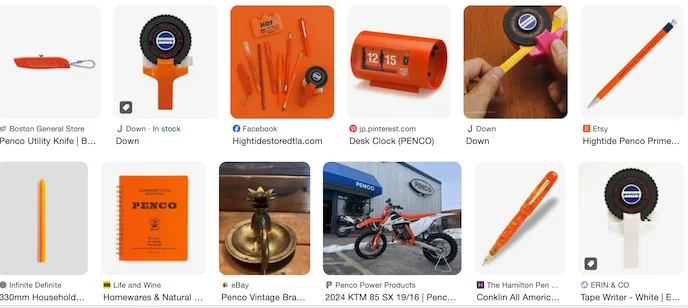 HOT
12 15
penco
Boston General Store
Penco Utility Knife | B...
Down · In stock
Down
Facebook
Hightidestoredtla.com
jp.pinterest.com
Desk Clock (PENCO)
Down
Down
Etsy
Hightide Penco Prime...
PENCO
PENCO
penco
Infinite Definite
330mm Household...
Life and Wine
Homewares & Natural ...
eBay
Penco Vintage Bra...
Penco Power Products
2024 KTM 85 SX 19/16 | Penc...
The Hamilton Pen ...
Conklin All Americ...
ERIN & CO
Tape Writer - White | E...